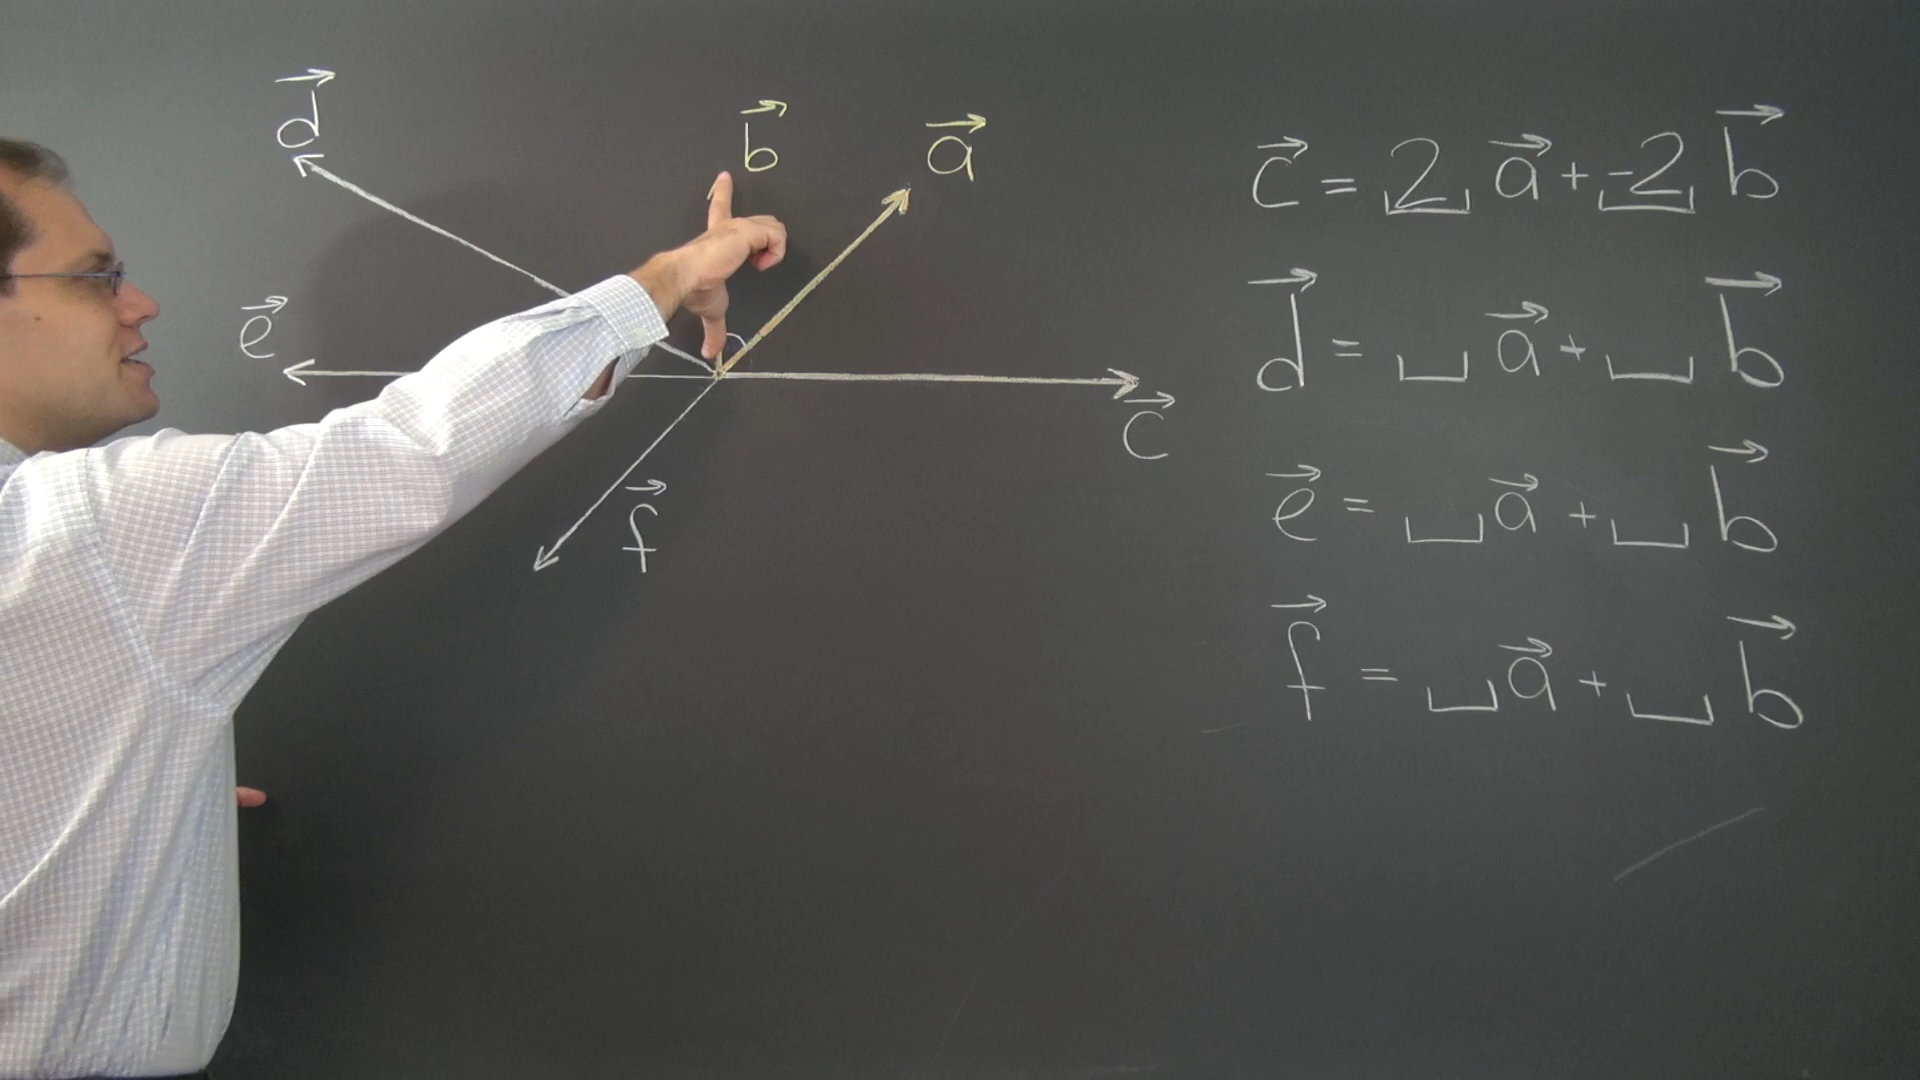 d⃗
b⃗
a⃗
e⃗
c⃗
f⃗
c⃗ = 2 a⃗ + -2 b⃗
d⃗ = ⎵ a⃗ + ⎵ b⃗
e⃗ = ⎵ a⃗ + ⎵ b⃗
f⃗ = ⎵ a⃗ + ⎵ b⃗